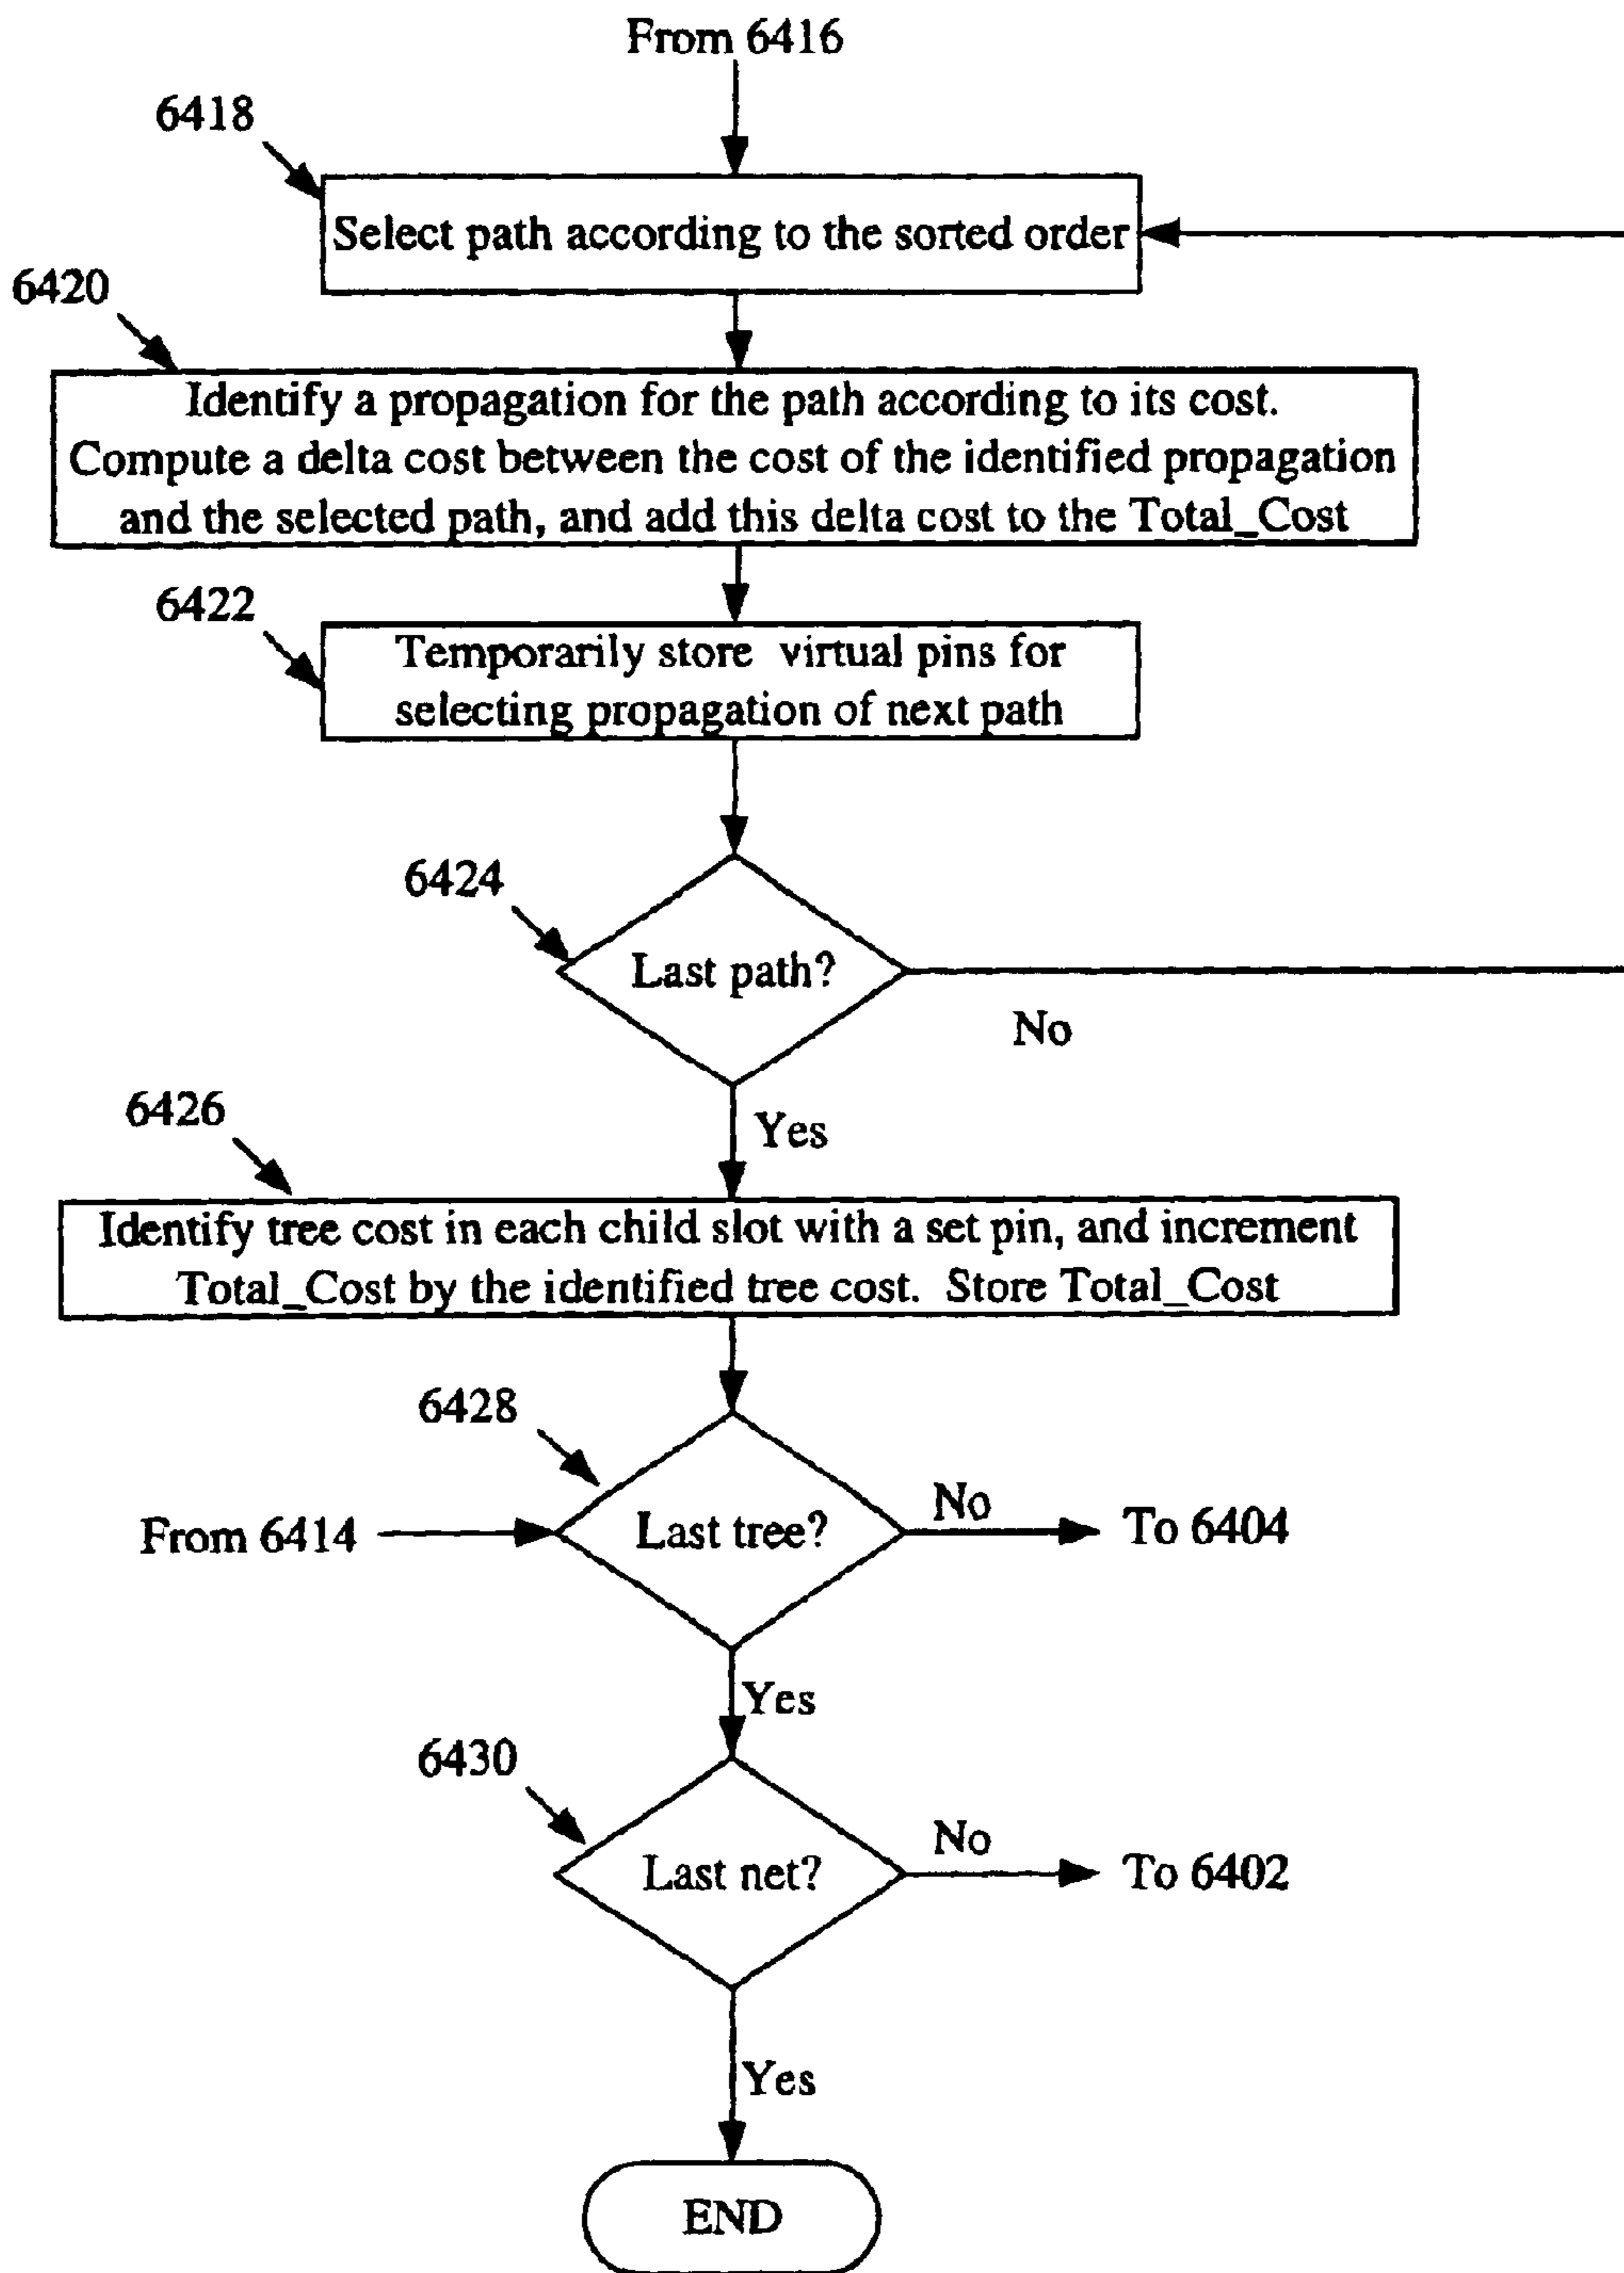 From 6416
6418
Select path according to the sorted order
6420
Identify a propagation for the path according to its cost.
Compute a delta cost between the cost of the identified propagation
and the selected path, and add this delta cost to the Total_Cost
6422
Temporarily store virtual pins for
selecting propagation of next path
6424
Last path?
No
Yes
6426
Identify tree cost in each child slot with a set pin, and increment
Total_Cost by the identified tree cost. Store Total_Cost
6428
From 6414
Last tree?
No
To 6404
Yes
6430
Last net?
No
To 6402
Yes
END